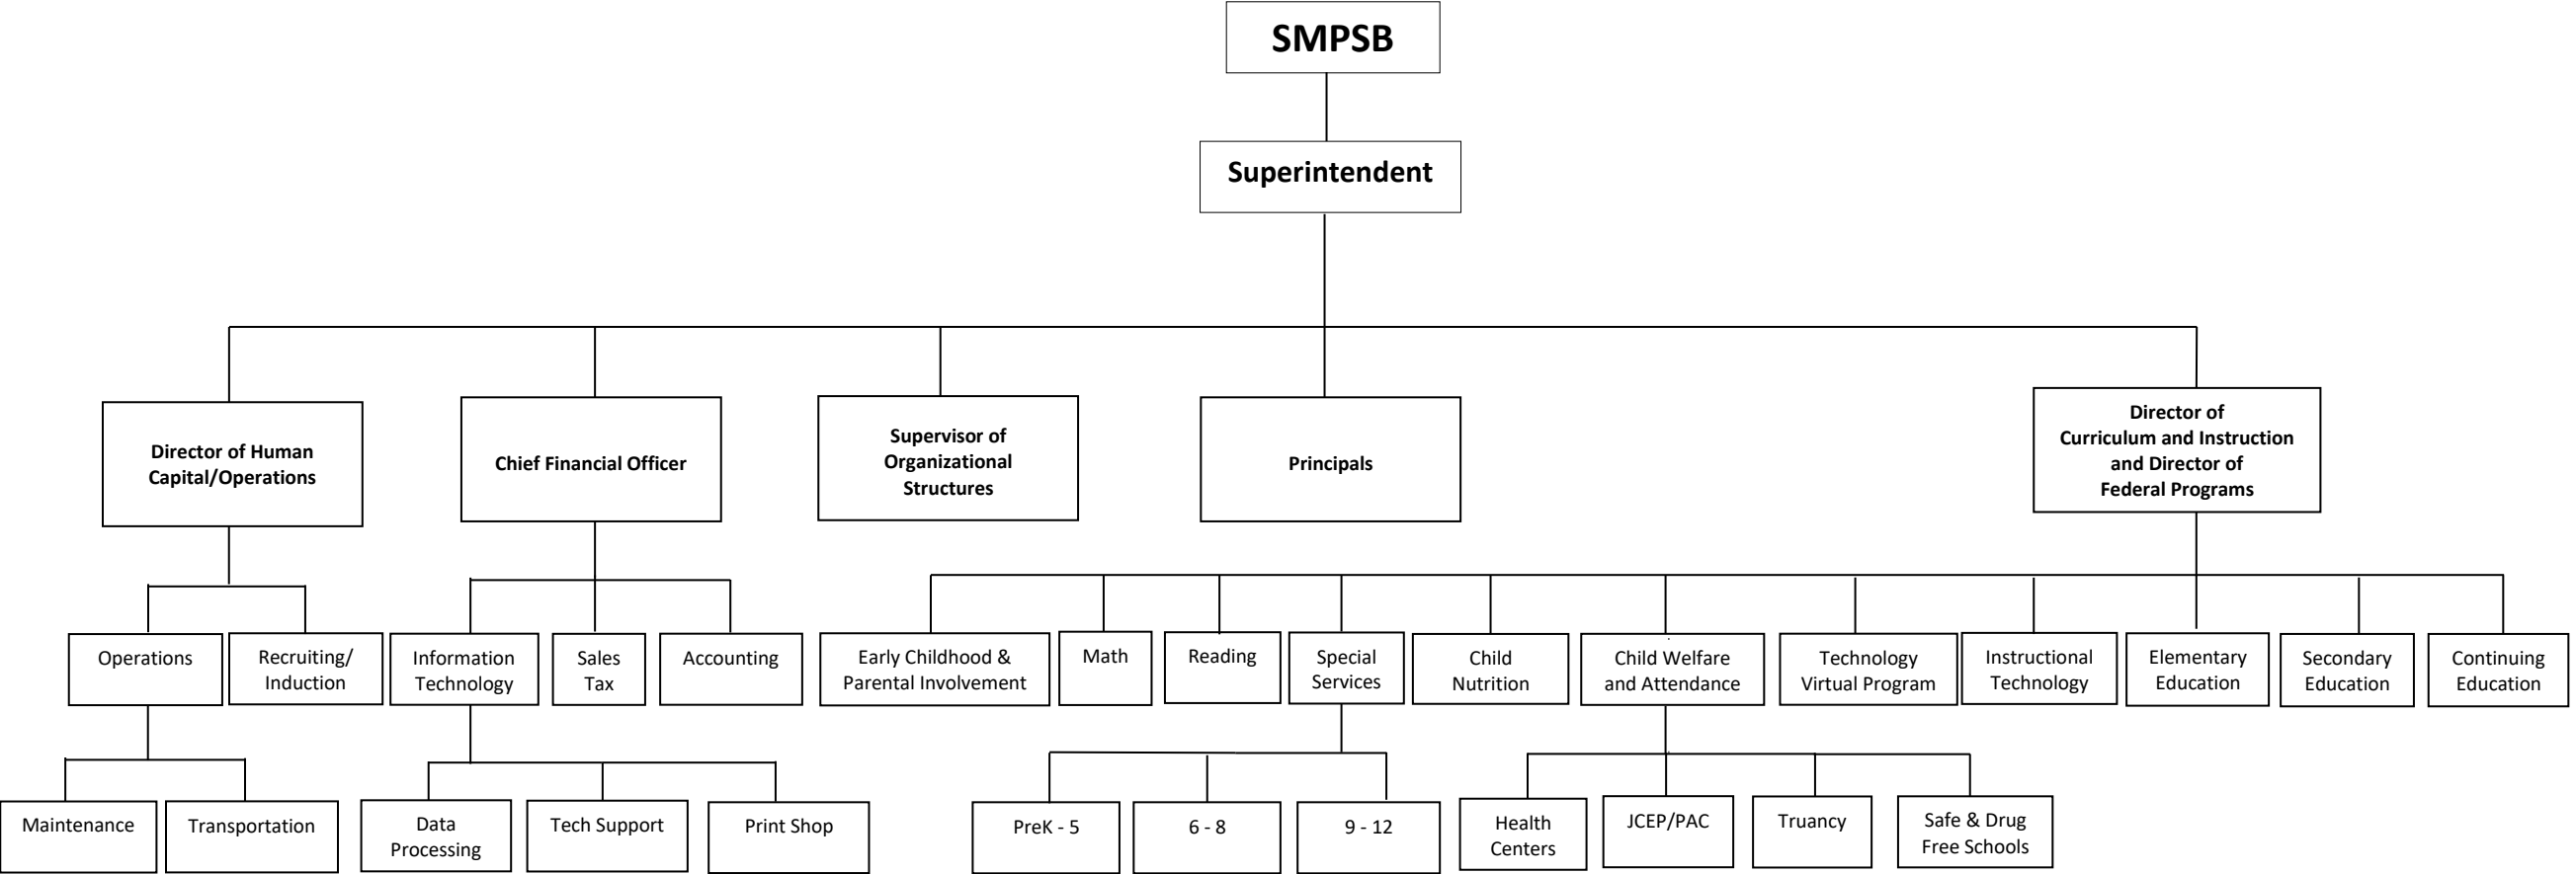 SMPSB
Superintendent
Director of Human
Capital/Operations
Chief Financial Officer
Supervisor of
Organizational
Structures
Principals
Director of
Curriculum and Instruction
and Director of
Federal Programs
Operations
Recruiting/
Induction
Information
Technology
Sales
Tax
Accounting
Early Childhood &
Parental Involvement
Math
Reading
Special
Services
Child
Nutrition
Child Welfare
and Attendance
Technology
Virtual Program
Instructional
Technology
Elementary
Education
Secondary
Education
Continuing
Education
Maintenance
Transportation
Data
Processing
Tech Support
Print Shop
PreK - 5
6 - 8
9 - 12
Health
Centers
JCEP/PAC
Truancy
Safe & Drug
Free Schools